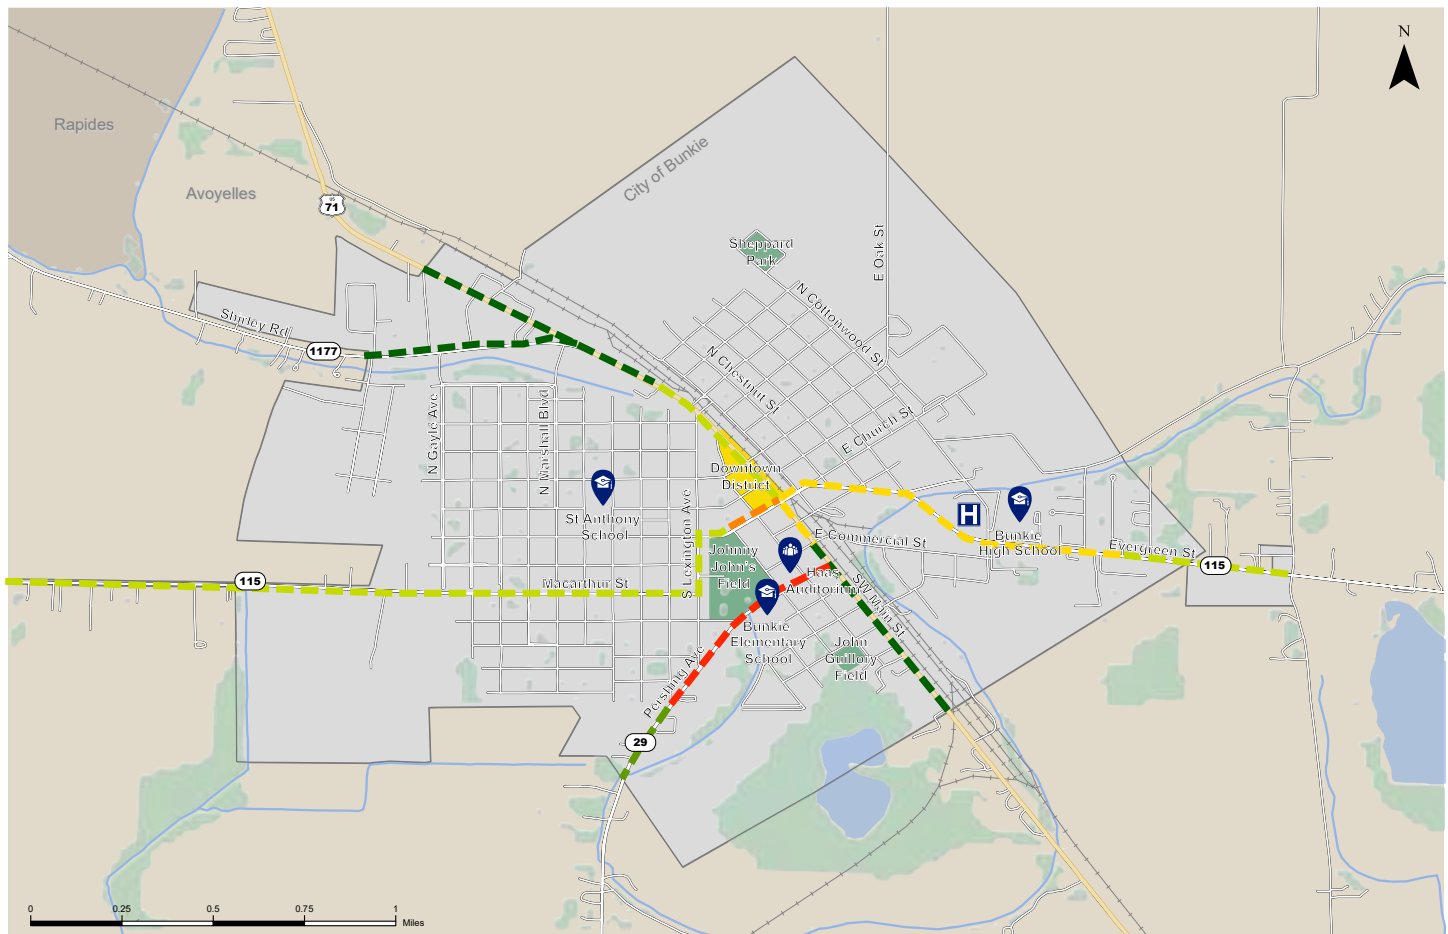 N
Rapides
City of Bunkie
Avoyelles
US
71
Sheppard
Park
E Oak St
N Cottonwood St
Shirley Rd
1177
N Chestnut St
N Gayle Ave
N Marshall Blvd
E Church St
Downtown
District
S Lexington Ave
St Anthony
School
H
E Commercial St
Bunkie
High School
Evergreen St
115
Johnny
John's
Field
115
Macarthur St
Haas
Auditorium
S W Main St
Bunkie
Elementary
School
John
Guillory
Field
Pershing Ave
29
0
0.25
0.5
0.75
1
Miles